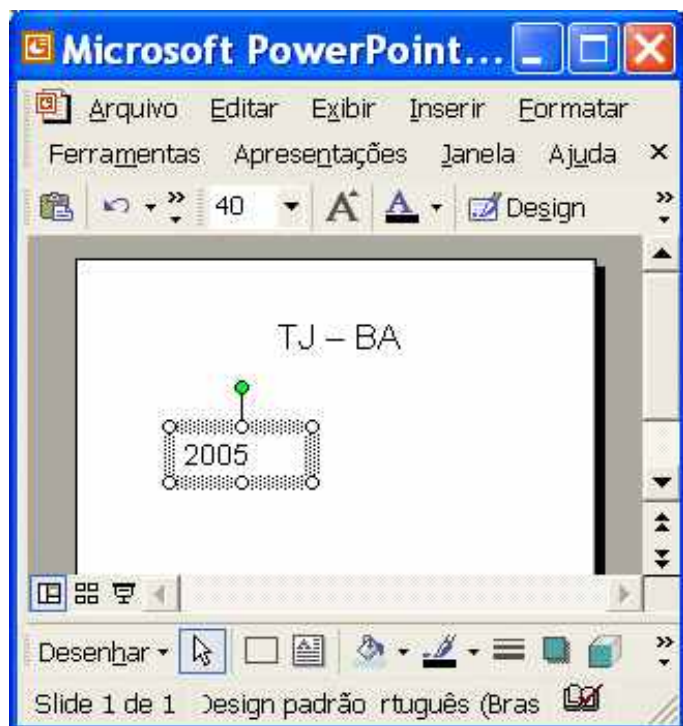 Microsoft PowerPoint...
Arquivo Editar Exibir Inserir Formatar
Ferramentas Apresentações Janela Ajuda
40 A A Design
TJ – BA
2005
Desenhar
Slide 1 de 1 Design padrão rtuguês (Bras